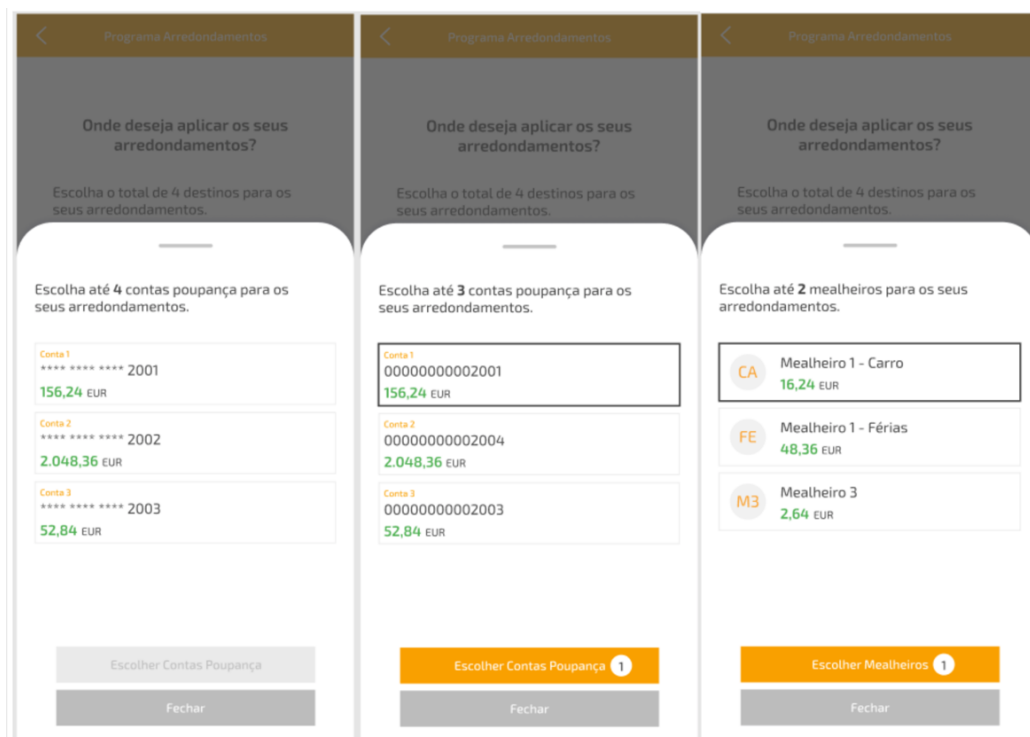 Programa Arredondamentos
Onde deseja aplicar os seus
arredondamentos?
Escolha o total de 4 destinos para os
seus arredondamentos.
Escolha até 4 contas poupança para os
seus arredondamentos.
Conta 1
**** **** **** 2001
156,24 EUR
Conta 2
**** **** **** 2002
2.048,36 EUR
Conta 3
**** **** **** 2003
52,84 EUR
Escolher Contas Poupança
Fechar
Programa Arredondamentos
Onde deseja aplicar os seus
arredondamentos?
Escolha o total de 4 destinos para os
seus arredondamentos.
Escolha até 3 contas poupança para os
seus arredondamentos.
Conta 1
00000000002001
156,24 EUR
Conta 2
00000000002004
2.048,36 EUR
Conta 3
00000000002003
52,84 EUR
Escolher Contas Poupança 1
Fechar
Programa Arredondamentos
Onde deseja aplicar os seus
arredondamentos?
Escolha o total de 4 destinos para os
seus arredondamentos.
Escolha até 2 mealheiros para os seus
arredondamentos.
CA
Mealheiro 1 - Carro
16,24 EUR
FE
Mealheiro 1 - Férias
48,36 EUR
M3
Mealheiro 3
2,64 EUR
Escolher Mealheiros 1
Fechar